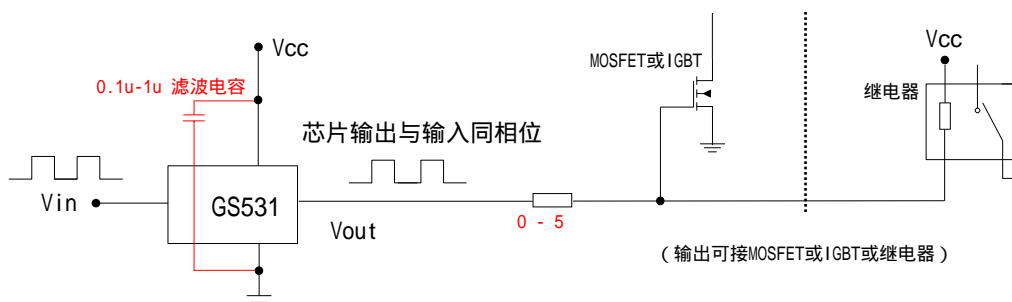 Vcc
0.1u-1u 滤波电容
MOSFET或IGBT
Vcc
继电器
芯片输出与输入同相位
Vin
GS531
Vout
0 - 5
(输出可接MOSFET或IGBT或继电器)